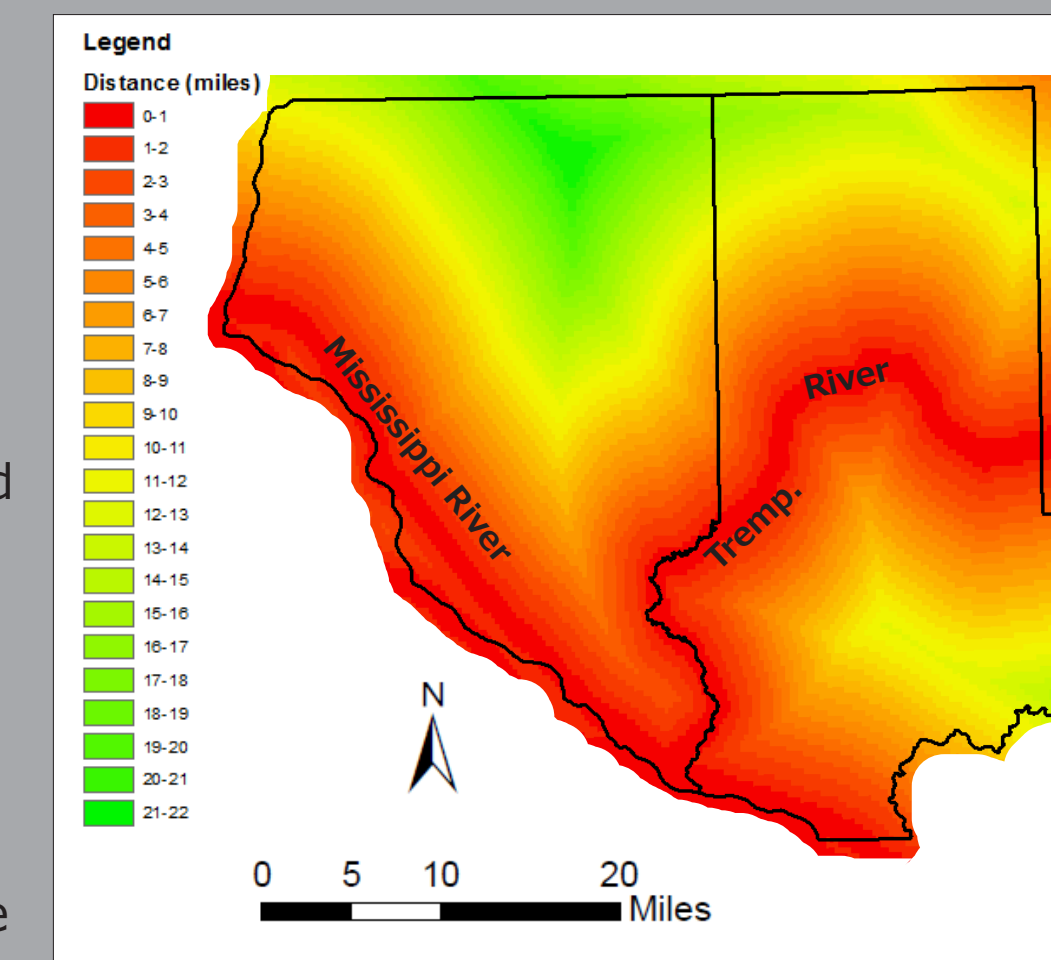 Legend
Distance (miles)
0-1
1-2
2-3
3-4
4-5
5-6
6-7
7-8
8-9
9-10
10-11
11-12
12-13
13-14
14-15
15-16
16-17
17-18
18-19
19-20
20-21
21-22
Mississippi River
River
Tremp.
d
e
N
0 5 10 20
Miles